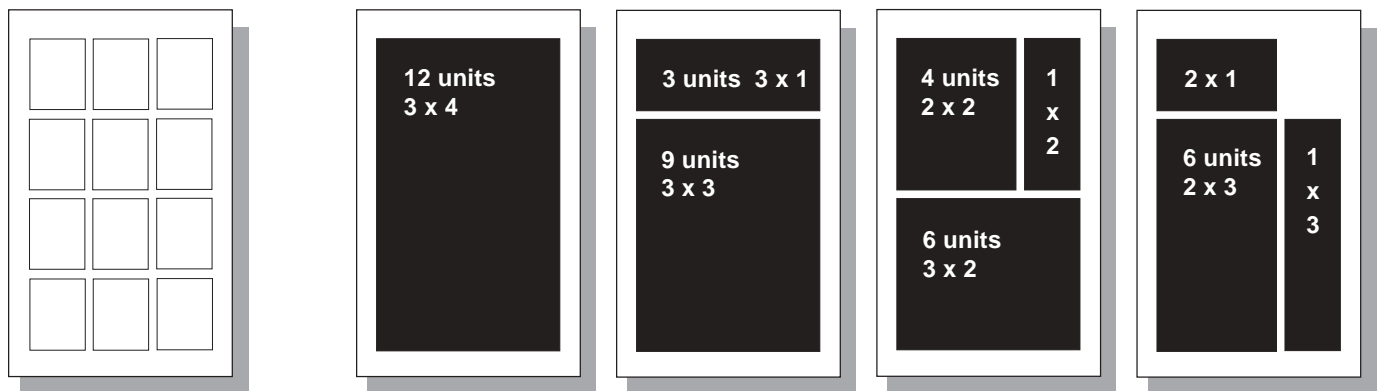 12 units
3 x 4
3 units 3 x 1
9 units
3 x 3
4 units
2 x 2
1
x
2
6 units
3 x 2
2 x 1
6 units
2 x 3
1
x
3